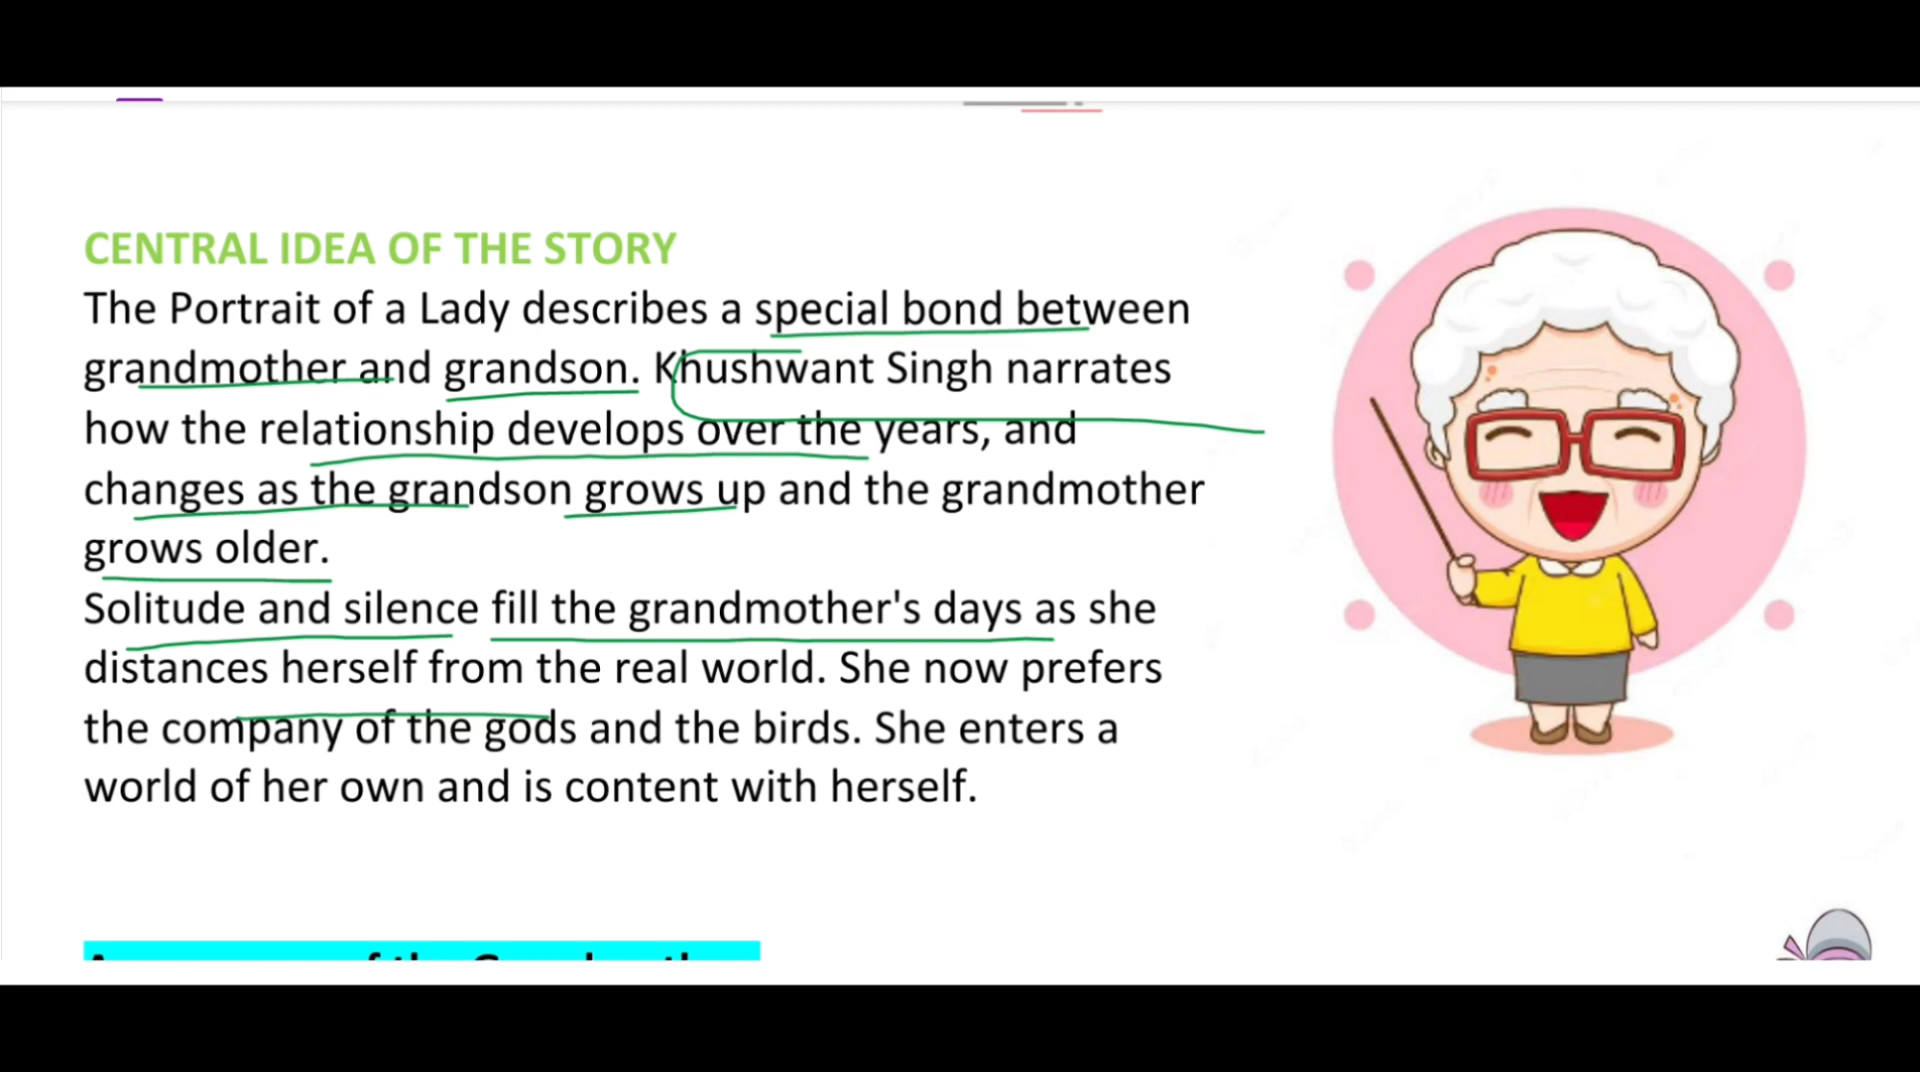 CENTRAL IDEA OF THE STORY
The Portrait of a Lady describes a special bond between
grandmother and grandson. Khushwant Singh narrates
how the relationship develops over the years, and
changes as the grandson grows up and the grandmother
grows older.
Solitude and silence fill the grandmother's days as she
distances herself from the real world. She now prefers
the company of the gods and the birds. She enters a
world of her own and is content with herself.